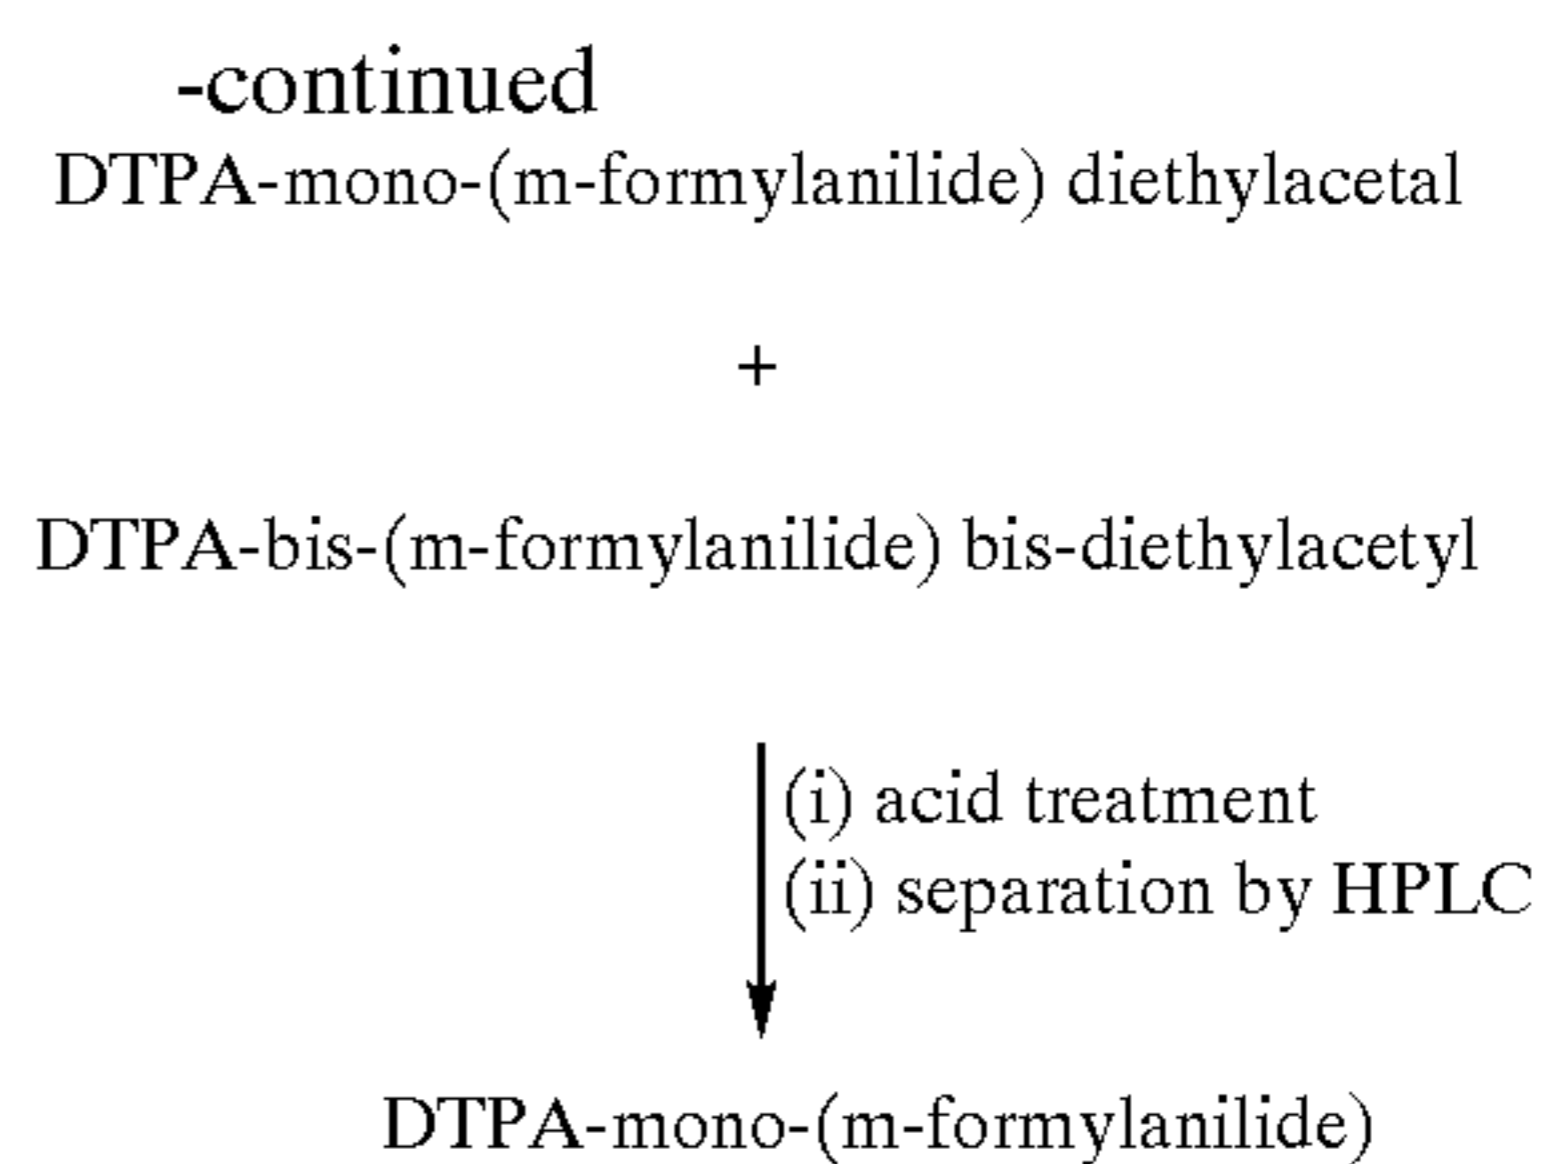 -continued
DTPA-mono-(m-formylanilide) diethylacetal
+
DTPA-bis-(m-formylanilide) bis-diethylacetyl
(i) acid treatment
(ii) separation by HPLC
DTPA-mono-(m-formylanilide)